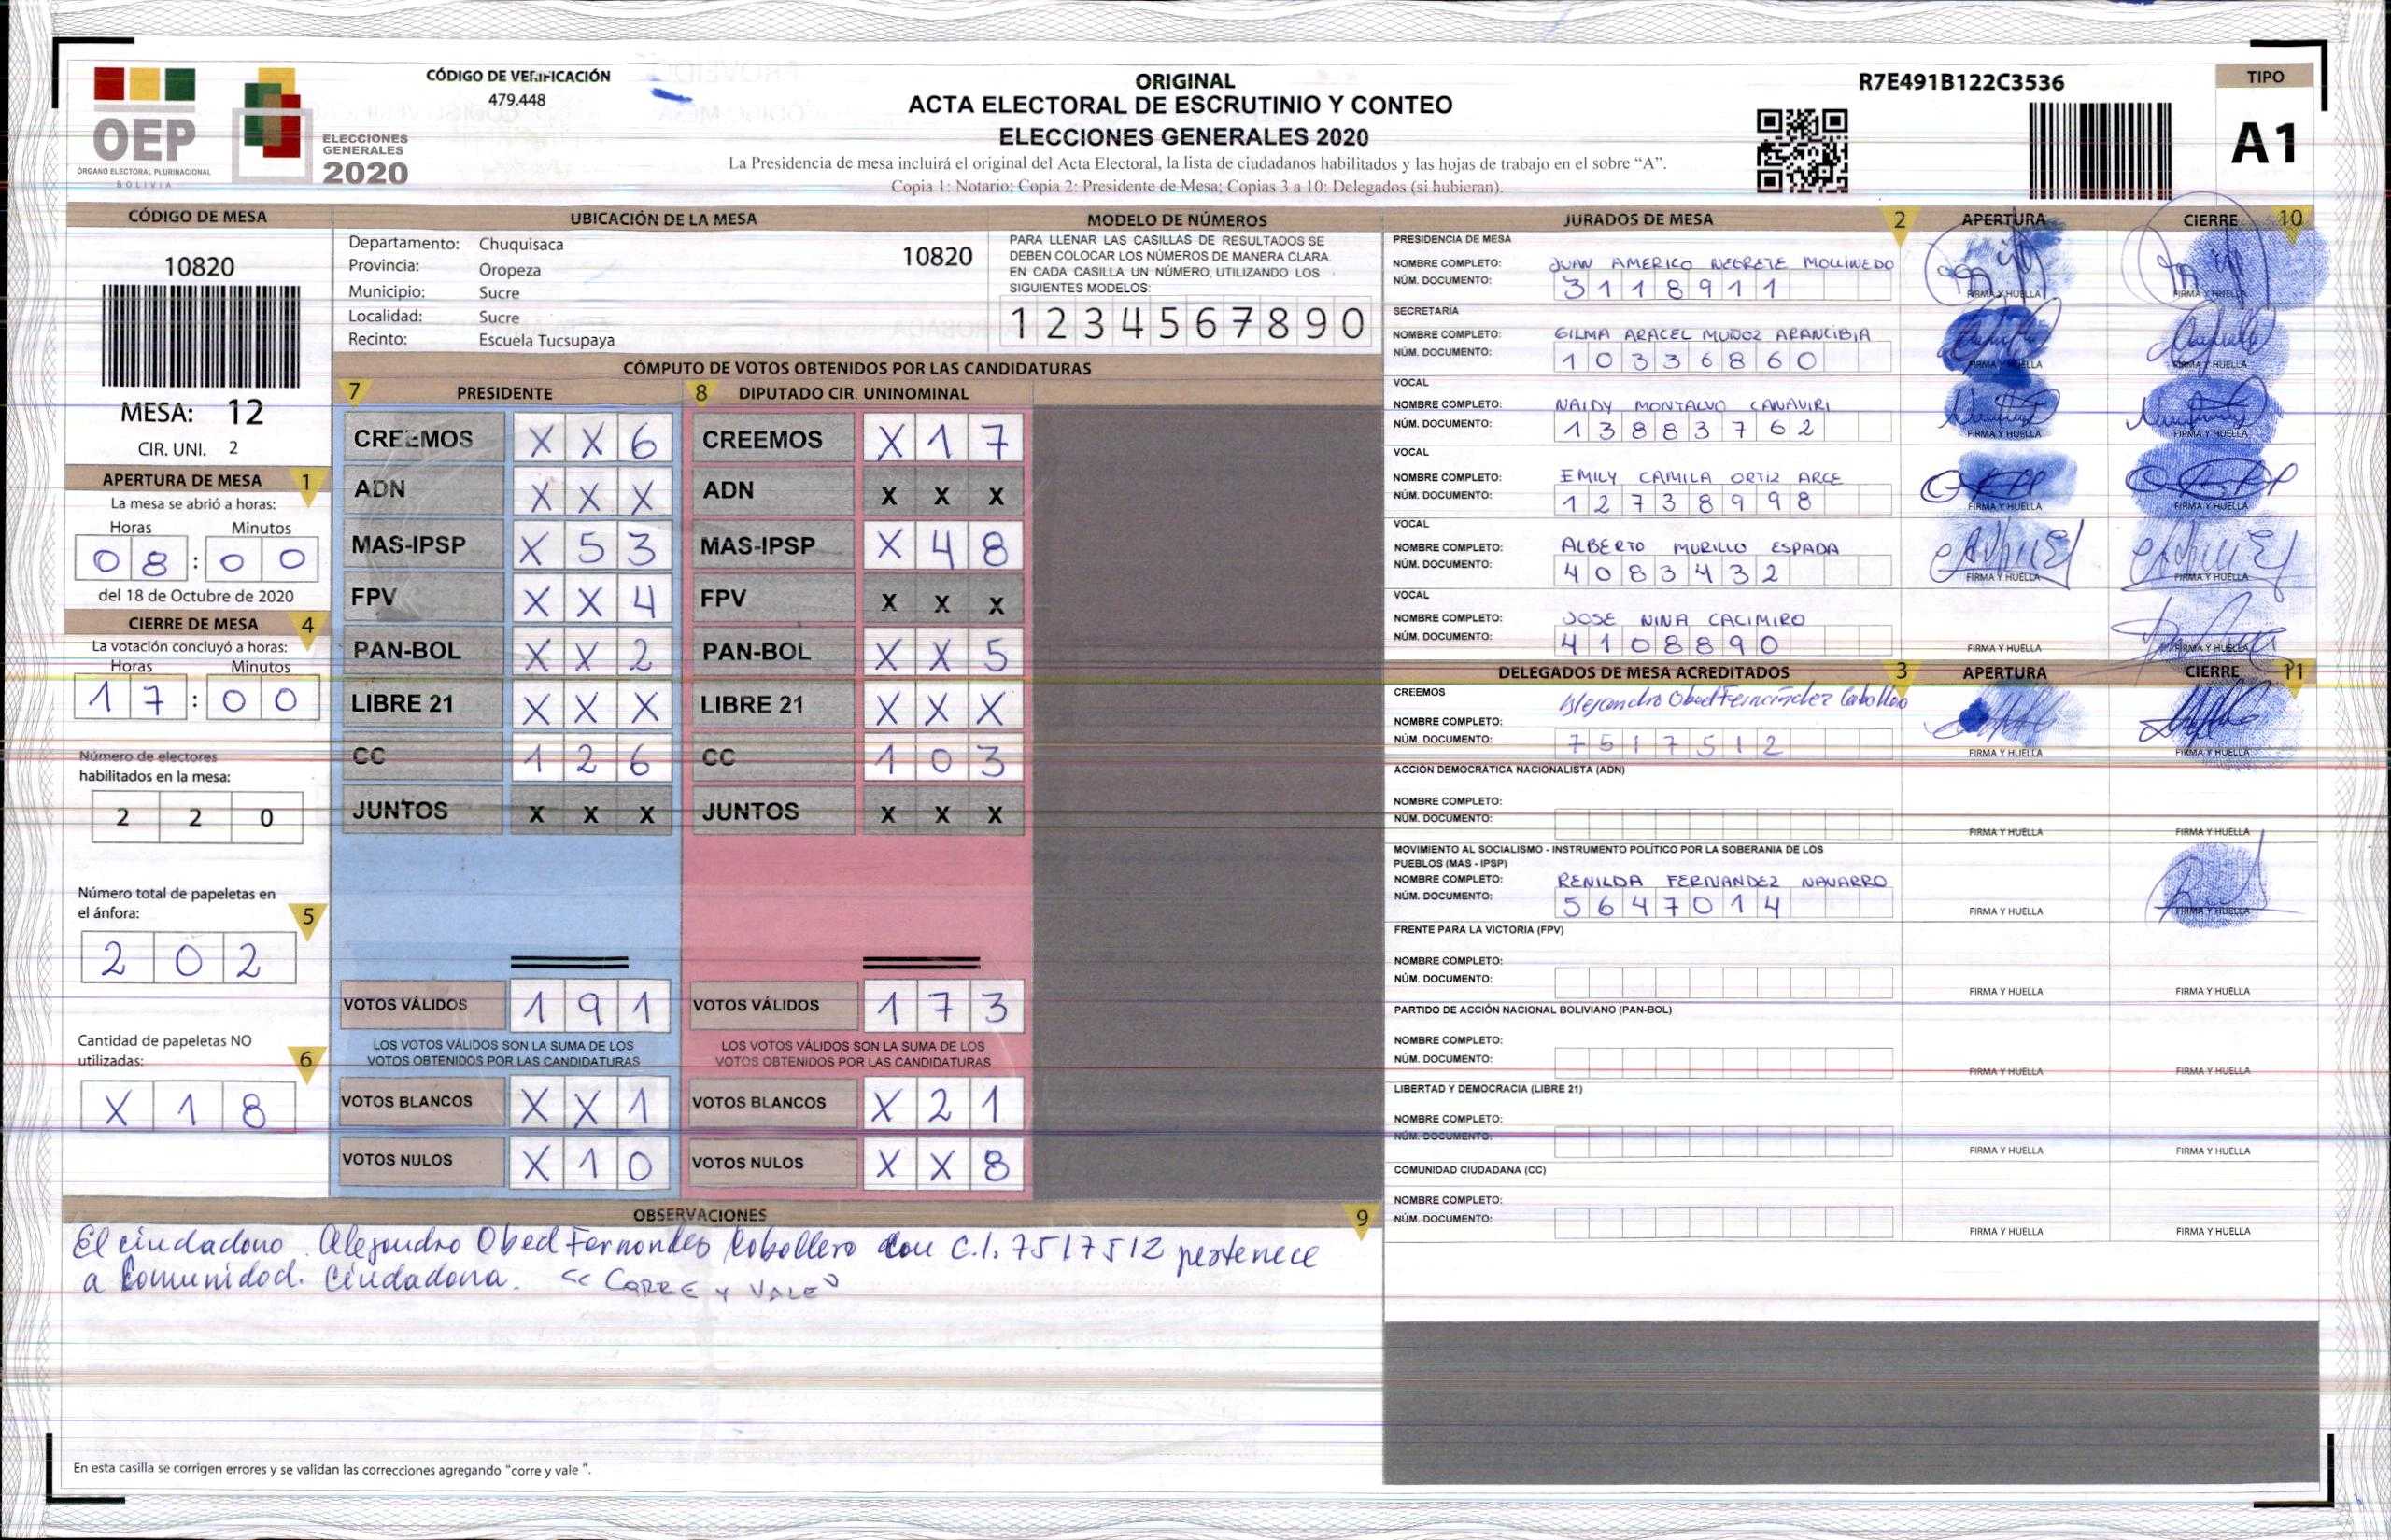 OEP
ÓRGANO ELECTORAL PLURINACIONAL
BOLIVIA
ELECCIONES
GENERALES
2020
CÓDIGO DE VERIFICACIÓN
479.448
ORIGINAL
ACTA ELECTORAL DE ESCRUTINIO Y CONTEO
ELECCIONES GENERALES 2020
La Presidencia de mesa incluirá el original del Acta Electoral, la lista de ciudadanos habilitados y las hojas de trabajo en el sobre “A”.
Copia 1: Notario; Copia 2: Presidente de Mesa; Copias 3 a 10: Delegados (si hubieran).
R7E491B122C3536
TIPO
A1
CÓDIGO DE MESA
10820
MESA: 12
CIR. UNI. 2
APERTURA DE MESA 1
La mesa se abrió a horas:
Horas Minutos
08:00
del 18 de Octubre de 2020
CIERRE DE MESA 4
La votación concluyó a horas:
Horas Minutos
17:00
Número de electores
habilitados en la mesa:
2 2 0
Número total de papeletas en
el ánfora: 5
2 0 2
Cantidad de papeletas NO
utilizadas: 6
X 1 8
UBICACIÓN DE LA MESA
Departamento: Chuquisaca 10820
Provincia: Oropeza
Municipio: Sucre
Localidad: Sucre
Recinto: Escuela Tucsupaya
MODELO DE NÚMEROS
PARA LLENAR LAS CASILLAS DE RESULTADOS SE
DEBEN COLOCAR LOS NÚMEROS DE MANERA CLARA.
EN CADA CASILLA UN NÚMERO, UTILIZANDO LOS
SIGUIENTES MODELOS:
1 2 3 4 5 6 7 8 9 0
CÓMPUTO DE VOTOS OBTENIDOS POR LAS CANDIDATURAS
7 PRESIDENTE
CREEMOS X X 6
ADN X X X
MAS-IPSP X 5 3
FPV X X 4
PAN-BOL X X 2
LIBRE 21 X X X
CC 1 2 6
JUNTOS X X X
VOTOS VÁLIDOS 1 9 1
LOS VOTOS VÁLIDOS SON LA SUMA DE LOS
VOTOS OBTENIDOS POR LAS CANDIDATURAS
VOTOS BLANCOS X X 1
VOTOS NULOS X 1 0
8 DIPUTADO CIR. UNINOMINAL
CREEMOS X 1 7
ADN X X X
MAS-IPSP X 4 8
FPV X X X
PAN-BOL X X 5
LIBRE 21 X X X
CC 1 0 3
JUNTOS X X X
VOTOS VÁLIDOS 1 7 3
LOS VOTOS VÁLIDOS SON LA SUMA DE LOS
VOTOS OBTENIDOS POR LAS CANDIDATURAS
VOTOS BLANCOS X 2 1
VOTOS NULOS X X 8
JURADOS DE MESA 2 APERTURA CIERRE 10
PRESIDENCIA DE MESA
NOMBRE COMPLETO: JUAN AMERICO NEGRETE MOLLINEDO
NÚM. DOCUMENTO: 3118911
FIRMA Y HUELLA FIRMA Y HUELLA
SECRETARÍA
NOMBRE COMPLETO: GILMA ARACEL MUÑOZ ARANCIBIA
NÚM. DOCUMENTO: 10336860
FIRMA Y HUELLA FIRMA Y HUELLA
VOCAL
NOMBRE COMPLETO: NAIDY MONTALVO CANAVIRI
NÚM. DOCUMENTO: 13883762
FIRMA Y HUELLA FIRMA Y HUELLA
VOCAL
NOMBRE COMPLETO: EMILY CAMILA ORTIZ ARCE
NÚM. DOCUMENTO: 12738998
FIRMA Y HUELLA FIRMA Y HUELLA
VOCAL
NOMBRE COMPLETO: ALBERTO MURILLO ESPADA
NÚM. DOCUMENTO: 4083432
FIRMA Y HUELLA FIRMA Y HUELLA
VOCAL
NOMBRE COMPLETO: JOSE NINA CACIMIRO
NÚM. DOCUMENTO: 4108890
FIRMA Y HUELLA FIRMA Y HUELLA
DELEGADOS DE MESA ACREDITADOS 3 APERTURA CIERRE 11
CREEMOS
NOMBRE COMPLETO: Alejandro Obed Fernández Caballero
NÚM. DOCUMENTO: 7517512
FIRMA Y HUELLA FIRMA Y HUELLA
ACCIÓN DEMOCRÁTICA NACIONALISTA (ADN)
NOMBRE COMPLETO:
NÚM. DOCUMENTO:
FIRMA Y HUELLA FIRMA Y HUELLA
MOVIMIENTO AL SOCIALISMO - INSTRUMENTO POLÍTICO POR LA SOBERANIA DE LOS
PUEBLOS (MAS - IPSP)
NOMBRE COMPLETO: RENILDA FERNANDEZ NAVARRO
NÚM. DOCUMENTO: 5647014
FIRMA Y HUELLA FIRMA Y HUELLA
FRENTE PARA LA VICTORIA (FPV)
NOMBRE COMPLETO:
NÚM. DOCUMENTO:
FIRMA Y HUELLA FIRMA Y HUELLA
PARTIDO DE ACCIÓN NACIONAL BOLIVIANO (PAN-BOL)
NOMBRE COMPLETO:
NÚM. DOCUMENTO:
FIRMA Y HUELLA FIRMA Y HUELLA
LIBERTAD Y DEMOCRACIA (LIBRE 21)
NOMBRE COMPLETO:
NÚM. DOCUMENTO:
FIRMA Y HUELLA FIRMA Y HUELLA
COMUNIDAD CIUDADANA (CC)
NOMBRE COMPLETO:
NÚM. DOCUMENTO:
FIRMA Y HUELLA FIRMA Y HUELLA
OBSERVACIONES 9
El ciudadano Alejandro Obed Fernandes Caballero con C.I. 7517512 pertenece
a Comunidad. Ciudadana. "CORRE Y VALE"
En esta casilla se corrigen errores y se validan las correcciones agregando “corre y vale ”.